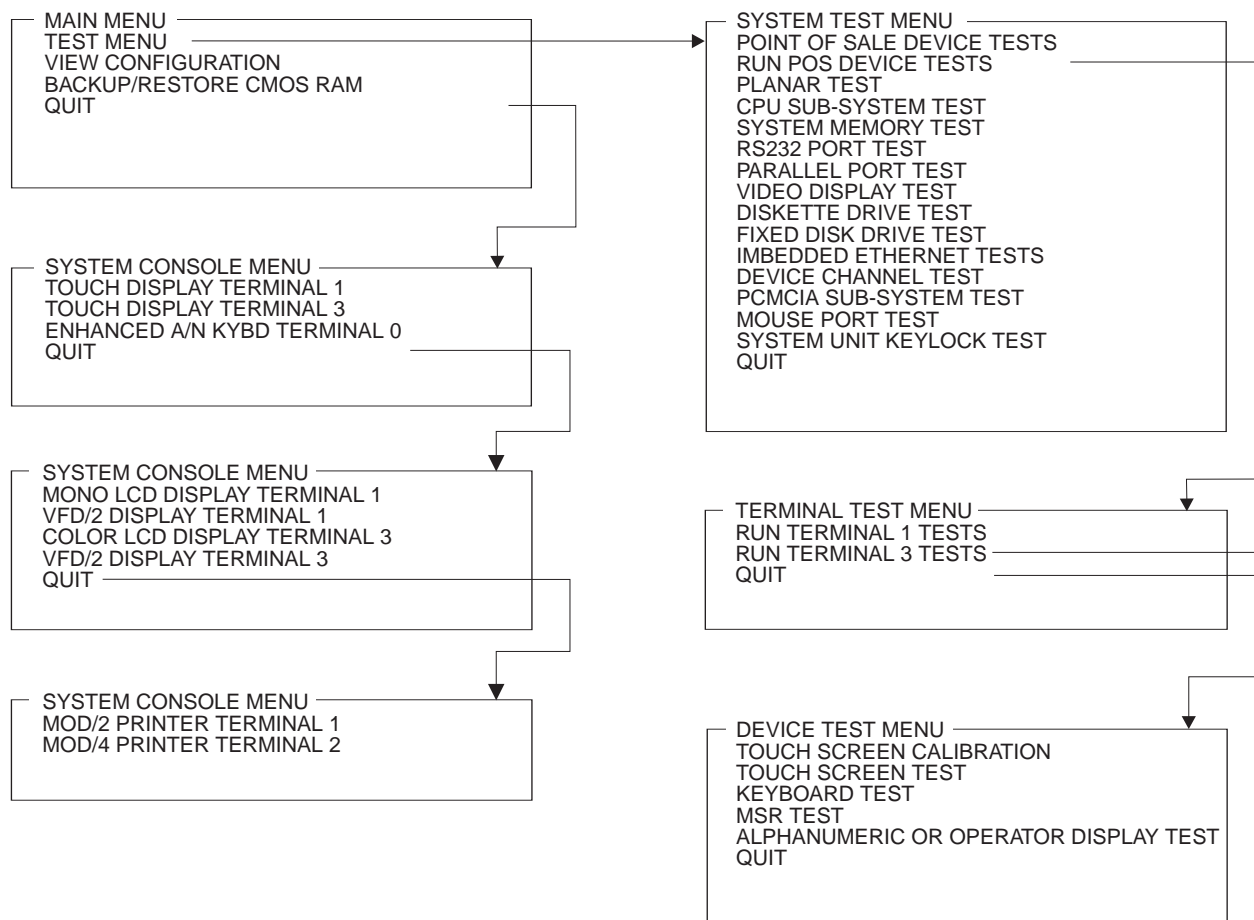 MAIN MENU
TEST MENU
VIEW CONFIGURATION
BACKUP/RESTORE CMOS RAM
QUIT
SYSTEM CONSOLE MENU
TOUCH DISPLAY TERMINAL 1
TOUCH DISPLAY TERMINAL 3
ENHANCED A/N KYBD TERMINAL 0
QUIT
SYSTEM CONSOLE MENU
MONO LCD DISPLAY TERMINAL 1
VFD/2 DISPLAY TERMINAL 1
COLOR LCD DISPLAY TERMINAL 3
VFD/2 DISPLAY TERMINAL 3
QUIT
SYSTEM CONSOLE MENU
MOD/2 PRINTER TERMINAL 1
MOD/4 PRINTER TERMINAL 2
SYSTEM TEST MENU
POINT OF SALE DEVICE TESTS
RUN POS DEVICE TESTS
PLANAR TEST
CPU SUB-SYSTEM TEST
SYSTEM MEMORY TEST
RS232 PORT TEST
PARALLEL PORT TEST
VIDEO DISPLAY TEST
DISKETTE DRIVE TEST
FIXED DISK DRIVE TEST
IMBEDDED ETHERNET TESTS
DEVICE CHANNEL TEST
PCMCIA SUB-SYSTEM TEST
MOUSE PORT TEST
SYSTEM UNIT KEYLOCK TEST
QUIT
TERMINAL TEST MENU
RUN TERMINAL 1 TESTS
RUN TERMINAL 3 TESTS
QUIT
DEVICE TEST MENU
TOUCH SCREEN CALIBRATION
TOUCH SCREEN TEST
KEYBOARD TEST
MSR TEST
ALPHANUMERIC OR OPERATOR DISPLAY TEST
QUIT